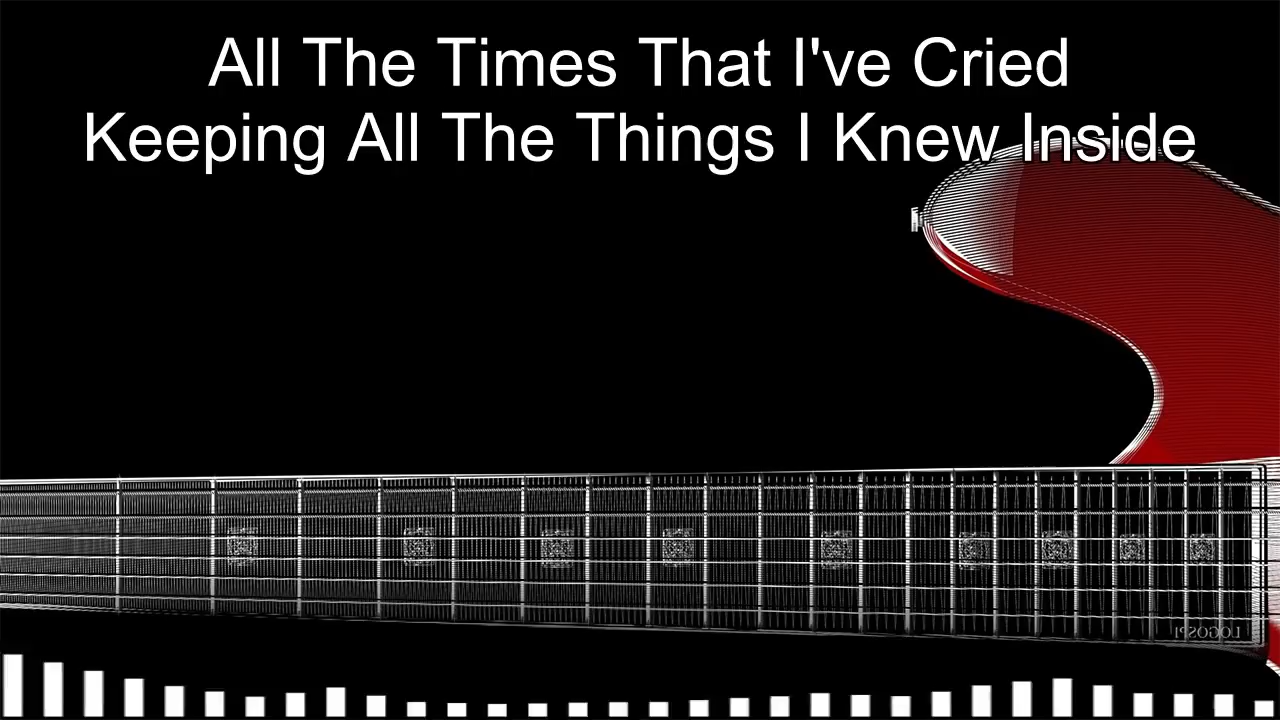 All The Times That I've Cried
Keeping All The Things I Knew Inside